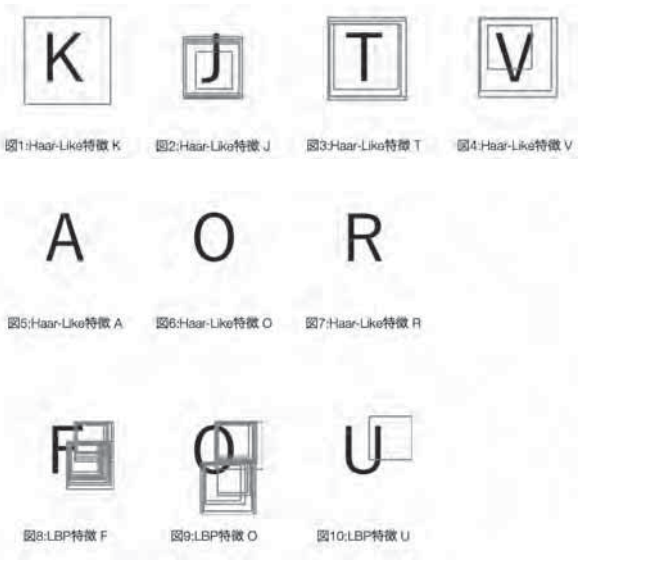 K J T V
図1:Haar-Like特徴 K 図2:Haar-Like特徴 J 図3:Haar-Like特徴 T 図4:Haar-Like特徴 V
A O R
図5:Haar-Like特徴 A 図6:Haar-Like特徴 O 図7:Haar-Like特徴 R
F O U
図8:LBP特徴 F 図9:LBP特徴 O 図10:LBP特徴 U